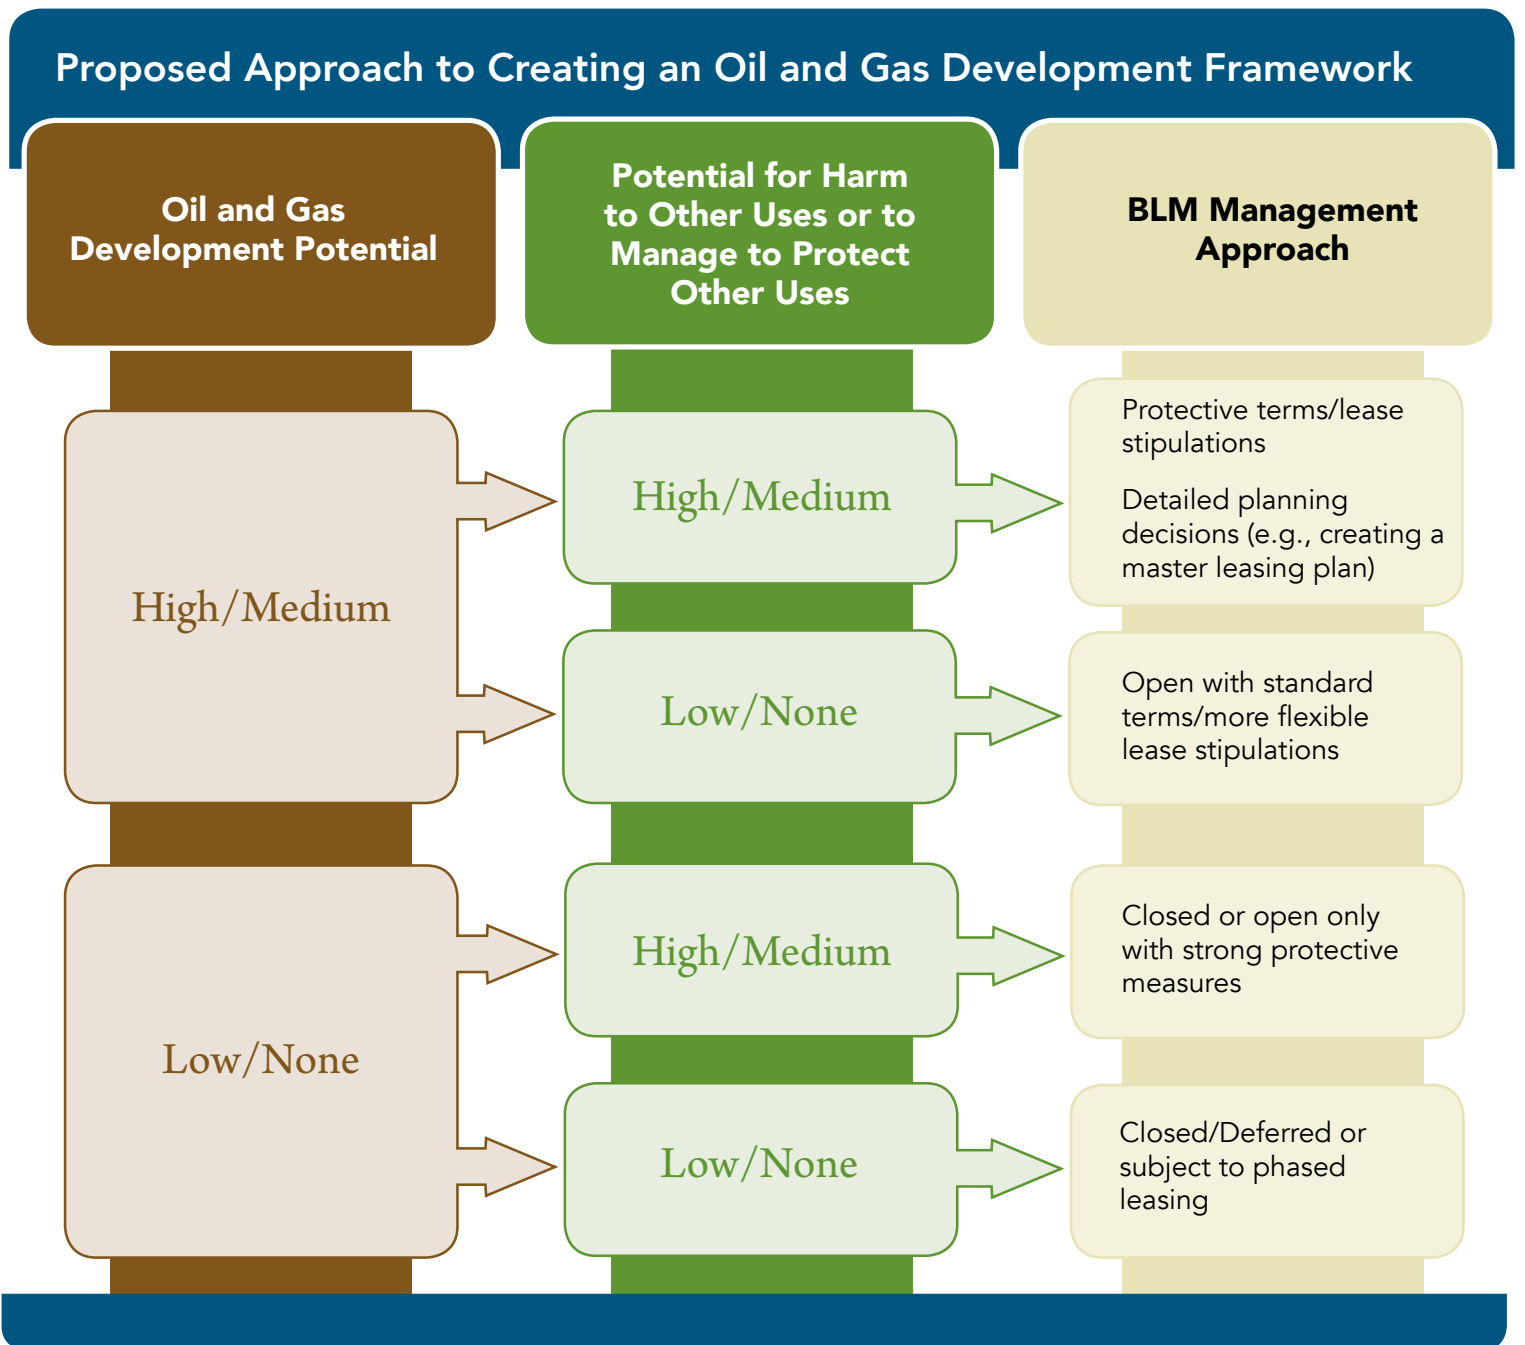 Proposed Approach to Creating an Oil and Gas Development Framework
Oil and Gas
Development Potential
Potential for Harm
to Other Uses or to
Manage to Protect
Other Uses
BLM Management
Approach
High/Medium
High/Medium
Protective terms/lease
stipulations
Detailed planning
decisions (e.g., creating a
master leasing plan)
Low/None
Open with standard
terms/more flexible
lease stipulations
Low/None
High/Medium
Closed or open only
with strong protective
measures
Low/None
Closed/Deferred or
subject to phased
leasing